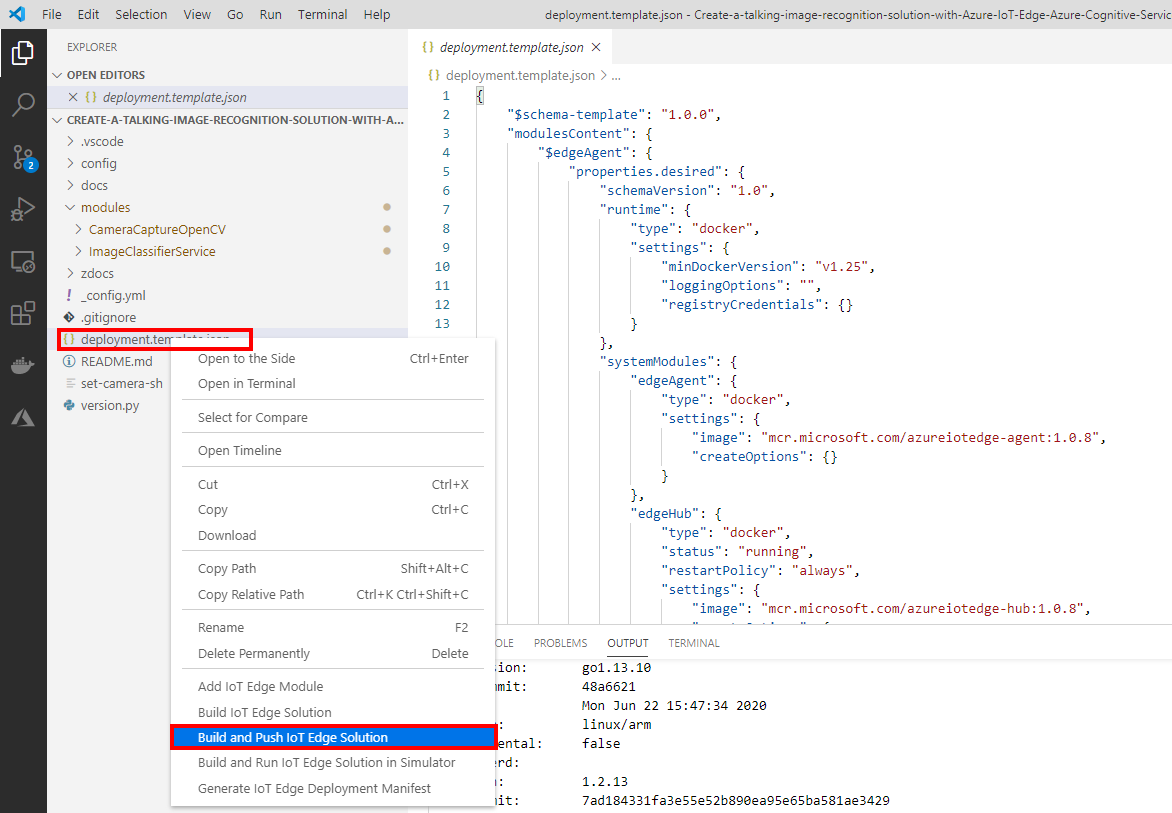 File Edit Selection View Go Run Terminal Help
deployment.template.json - Create-a-talking-image-recognition-solution-with-Azure-IoT-Edge-Azure-Cognitive-Servic
EXPLORER
OPEN EDITORS
{} deployment.template.json
CREATE-A-TALKING-IMAGE-RECOGNITION-SOLUTION-WITH-A...
.vscode
config
docs
modules
CameraCaptureOpenCV
ImageClassifierService
zdocs
! _config.yml
.gitignore
{} deployment.template.json
README.md
set-camera-sh
version.py
2
Open to the Side Ctrl+Enter
Open in Terminal
Select for Compare
Open Timeline
Cut Ctrl+X
Copy Ctrl+C
Download
Copy Path Shift+Alt+C
Copy Relative Path Ctrl+K Ctrl+Shift+C
Rename F2
Delete Permanently Delete
Add IoT Edge Module
Build IoT Edge Solution
Build and Push IoT Edge Solution
Build and Run IoT Edge Solution in Simulator
Generate IoT Edge Deployment Manifest
{} deployment.template.json ×
{} deployment.template.json > ...
1 {
2 "$schema-template": "1.0.0",
3 "modulesContent": {
4 "$edgeAgent": {
5 "properties.desired": {
6 "schemaVersion": "1.0",
7 "runtime": {
8 "type": "docker",
9 "settings": {
10 "minDockerVersion": "v1.25",
11 "loggingOptions": "",
12 "registryCredentials": {}
13 }
},
"systemModules": {
"edgeAgent": {
"type": "docker",
"settings": {
"image": "mcr.microsoft.com/azureiotedge-agent:1.0.8",
"createOptions": {}
}
},
"edgeHub": {
"type": "docker",
"status": "running",
"restartPolicy": "always",
"settings": {
"image": "mcr.microsoft.com/azureiotedge-hub:1.0.8",
OLE PROBLEMS OUTPUT TERMINAL
ion: go1.13.10
mit: 48a6621
Mon Jun 22 15:47:34 2020
: linux/arm
ental: false
rd:
: 1.2.13
it: 7ad184331fa3e55e52b890ea95e65ba581ae3429